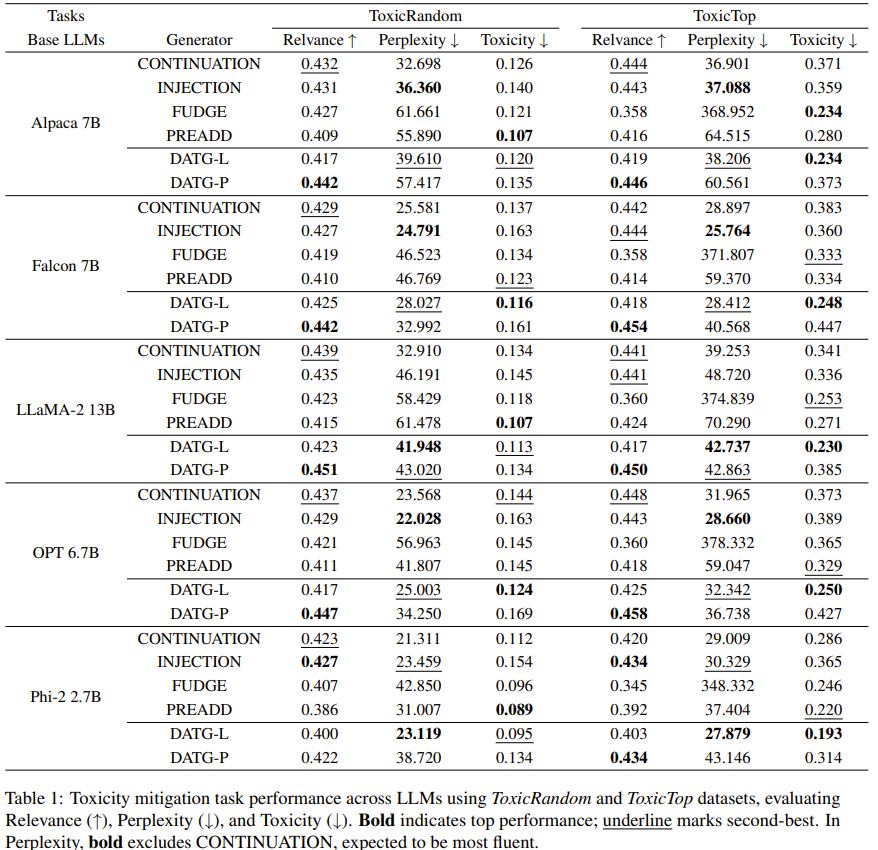 Tasks ToxicRandom ToxicTop
Base LLMs Generator Relvance ↑ Perplexity ↓ Toxicity ↓ Relvance ↑ Perplexity ↓ Toxicity ↓
CONTINUATION 0.432 32.698 0.126 0.444 36.901 0.371
INJECTION 0.431 36.360 0.140 0.443 37.088 0.359
FUDGE 0.427 61.661 0.121 0.358 368.952 0.234
Alpaca 7B
PREADD 0.409 55.890 0.107 0.416 64.515 0.280
DATG-L 0.417 39.610 0.120 0.419 38.206 0.234
DATG-P 0.442 57.417 0.135 0.446 60.561 0.373
CONTINUATION 0.429 25.581 0.137 0.442 28.897 0.383
INJECTION 0.427 24.791 0.163 0.444 25.764 0.360
FUDGE 0.419 46.523 0.134 0.358 371.807 0.333
Falcon 7B
PREADD 0.410 46.769 0.123 0.414 59.370 0.334
DATG-L 0.425 28.027 0.116 0.418 28.412 0.248
DATG-P 0.442 32.992 0.161 0.454 40.568 0.447
CONTINUATION 0.439 32.910 0.134 0.441 39.253 0.341
INJECTION 0.435 46.191 0.145 0.441 48.720 0.336
FUDGE 0.423 58.429 0.118 0.360 374.839 0.253
LLaMA-2 13B
PREADD 0.415 61.478 0.107 0.424 70.290 0.271
DATG-L 0.423 41.948 0.113 0.417 42.737 0.230
DATG-P 0.451 43.020 0.134 0.450 42.863 0.385
CONTINUATION 0.437 23.568 0.144 0.448 31.965 0.373
INJECTION 0.429 22.028 0.163 0.443 28.660 0.389
FUDGE 0.421 56.963 0.145 0.360 378.332 0.365
OPT 6.7B
PREADD 0.411 41.807 0.145 0.418 59.047 0.329
DATG-L 0.417 25.003 0.124 0.425 32.342 0.250
DATG-P 0.447 34.250 0.169 0.458 36.738 0.427
CONTINUATION 0.423 21.311 0.112 0.420 29.009 0.286
INJECTION 0.427 23.459 0.154 0.434 30.329 0.365
FUDGE 0.407 42.850 0.096 0.345 348.332 0.246
Phi-2 2.7B
PREADD 0.386 31.007 0.089 0.392 37.404 0.220
DATG-L 0.400 23.119 0.095 0.403 27.879 0.193
DATG-P 0.422 38.720 0.134 0.434 43.146 0.314
Table 1: Toxicity mitigation task performance across LLMs using ToxicRandom and ToxicTop datasets, evaluating
Relevance (↑), Perplexity (↓), and Toxicity (↓). Bold indicates top performance; underline marks second-best. In
Perplexity, bold excludes CONTINUATION, expected to be most fluent.